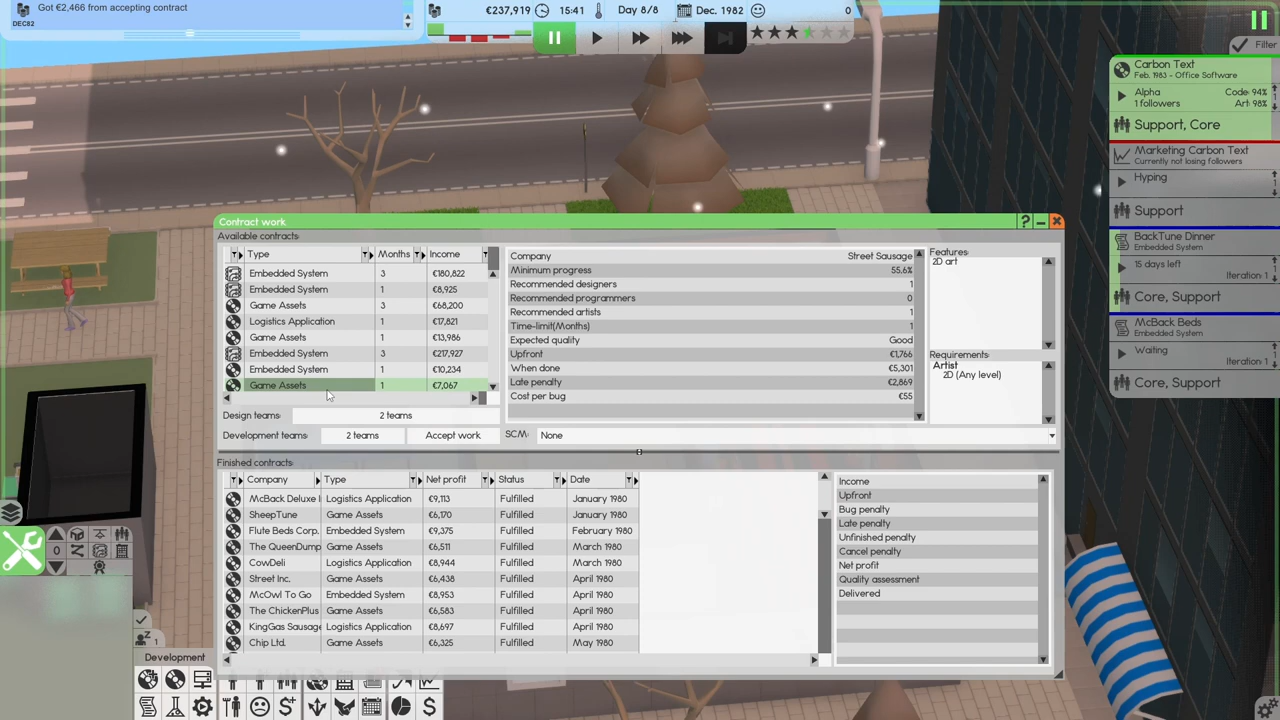 Got €2,466 from accepting contract
DEC82
€237,919
15:41
Day 8/8
Dec. 1982
0
Filter
Carbon Text
Feb. 1983 - Office Software
Alpha
Code: 94%
1 followers
Art: 98%
Support, Core
Marketing Carbon Text
Currently not losing followers
Hyping
Support
BackTune Dinner
Embedded System
15 days left
Iteration 1
Core, Support
McBack Beds
Embedded System
Waiting
Iteration 1
Core, Support
Contract work
?
Available contracts:
Type Months Income
Embedded System 3 €180,822
Embedded System 1 €8,925
Game Assets 3 €68,200
Logistics Application 1 €17,821
Game Assets 1 €13,986
Embedded System 3 €217,927
Embedded System 1 €10,234
Game Assets 1 €7,067
Company Street Sausage
Minimum progress 55.6%
Recommended designers 1
Recommended programmers 0
Recommended artists 1
Time-limit(Months) 1
Expected quality Good
Upfront €1,766
When done €5,301
Late penalty €2,869
Cost per bug €55
Features:
2D art
Requirements:
Artist
2D (Any level)
Design teams: 2 teams
Development teams: 2 teams Accept work SCM: None
Finished contracts:
Company Type Net profit Status Date
McBack Deluxe Logistics Application €9,113 Fulfilled January 1980
SheepTune Game Assets €6,170 Fulfilled January 1980
Flute Beds Corp. Embedded System €9,375 Fulfilled February 1980
The QueenDump Game Assets €6,511 Fulfilled March 1980
CowDeli Logistics Application €8,944 Fulfilled March 1980
Street Inc. Game Assets €6,438 Fulfilled April 1980
McOwl To Go Embedded System €8,953 Fulfilled April 1980
The ChickenPlus Game Assets €6,583 Fulfilled April 1980
KingGas Sausage Logistics Application €8,697 Fulfilled April 1980
Chip Ltd. Game Assets €6,325 Fulfilled May 1980
Income
Upfront
Bug penalty
Late penalty
Unfinished penalty
Cancel penalty
Net profit
Quality assessment
Delivered
0
Z 1
Development